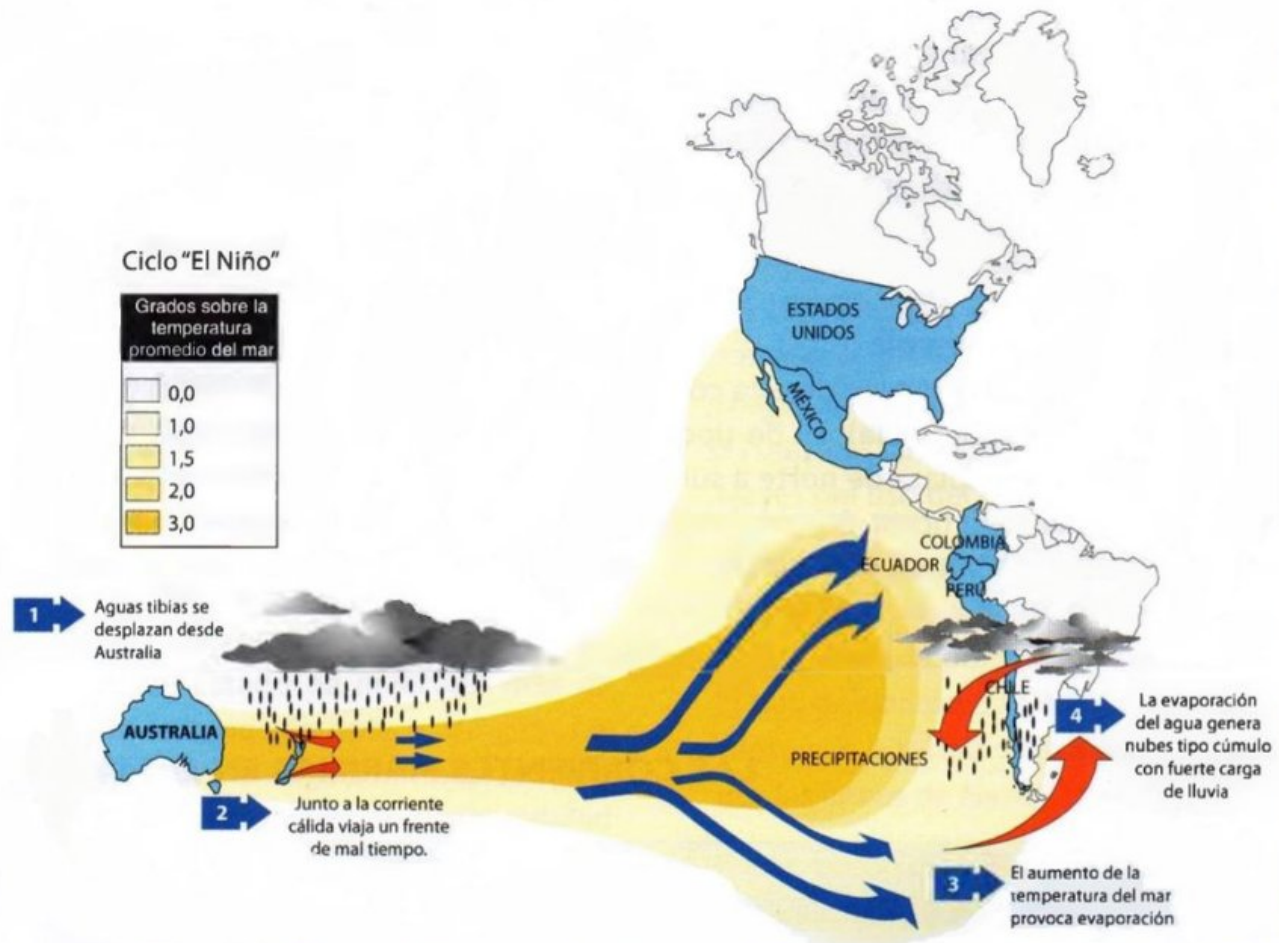 Ciclo "El Niño"
Grados sobre la
temperatura
promedio del mar
0,0
1,0
1,5
2,0
3,0
ESTADOS
UNIDOS
MÉXICO
COLOMBIA
ECUADOR
PERÚ
1
Aguas tibias se
desplazan desde
Australia
AUSTRALIA
2
Junto a la corriente
cálida viaja un frente
de mal tiempo.
PRECIPITACIONES
CHILE
4
La evaporación
del agua genera
nubes tipo cúmulo
con fuerte carga
de lluvia
3
El aumento de la
temperatura del mar
provoca evaporación